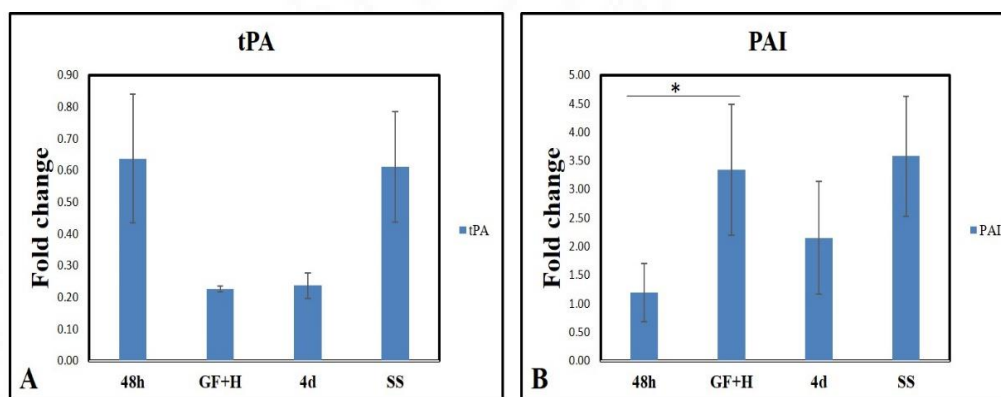 tPA
0.90
0.80
0.70
0.60
0.50
0.40
0.30
0.20
0.10
0.00
Fold change
48h GF+H 4d SS
tPA
A
PAI
5.00
4.50
4.00
3.50
3.00
2.50
2.00
1.50
1.00
0.50
0.00
Fold change
*
48h GF+H 4d SS
PAI
B